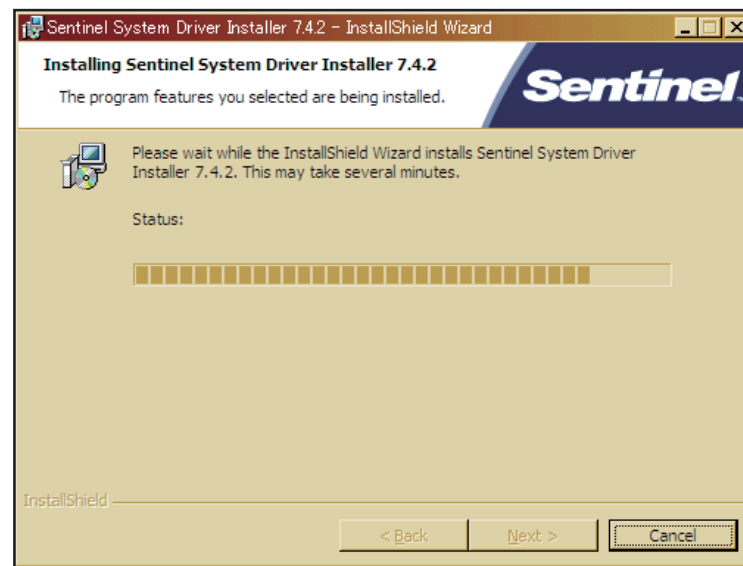 Sentinel System Driver Installer 7.4.2 - InstallShield Wizard
Installing Sentinel System Driver Installer 7.4.2
The program features you selected are being installed.
Sentinel
Please wait while the InstallShield Wizard installs Sentinel System Driver
Installer 7.4.2. This may take several minutes.
Status:
InstallShield
< Back Next > Cancel